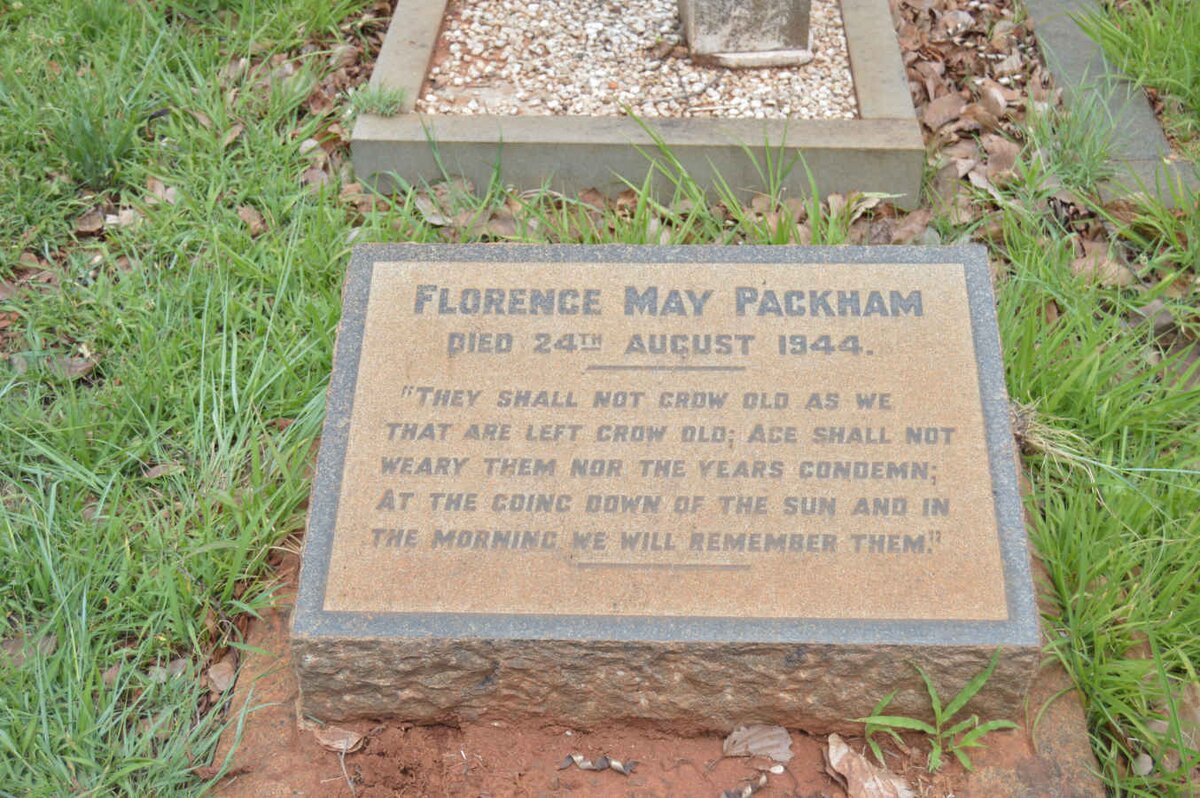 FLORENCE MAY PACKHAM
DIED 24TH AUGUST 1944.
"THEY SHALL NOT GROW OLD AS WE
THAT ARE LEFT GROW OLD; AGE SHALL NOT
WEARY THEM NOR THE YEARS CONDEMN;
AT THE GOING DOWN OF THE SUN AND IN
THE MORNING WE WILL REMEMBER THEM."